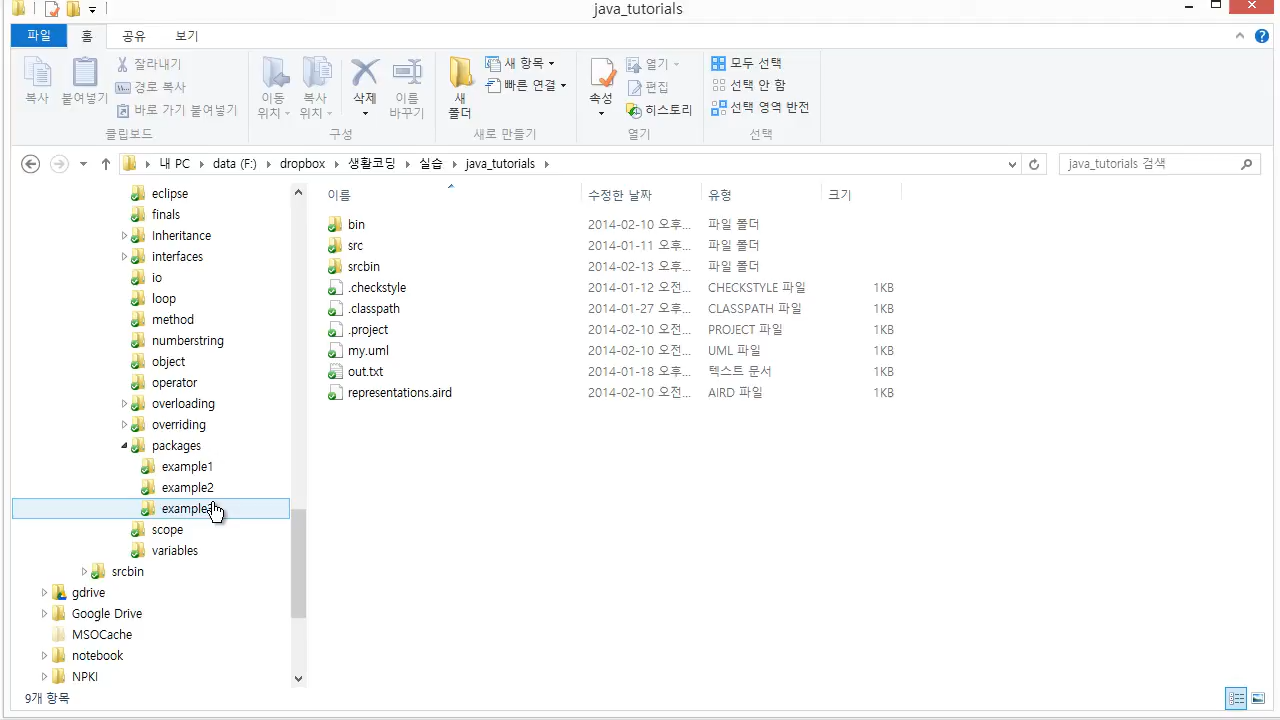 java_tutorials
파일 홈 공유 보기
복사
붙여넣기
잘라내기
경로 복사
바로 가기 붙여넣기
클립보드
이동 위치
복사 위치
삭제
이름 바꾸기
구성
새 폴더
새 항목
빠른 연결
새로 만들기
속성
열기
편집
히스토리
열기
모두 선택
선택 안 함
선택 영역 반전
선택
내 PC data (F:) dropbox 생활코딩 실습 java_tutorials
java_tutorials 검색
eclipse
finals
Inheritance
interfaces
io
loop
method
numberstring
object
operator
overloading
overriding
packages
example1
example2
scope
variables
srcbin
gdrive
Google Drive
MSOCache
notebook
NPKI
이름 수정한 날짜 유형 크기
bin 2014-02-10 오후... 파일 폴더
src 2014-01-11 오후... 파일 폴더
srcbin 2014-02-13 오후... 파일 폴더
.checkstyle 2014-01-12 오전... CHECKSTYLE 파일 1KB
.classpath 2014-01-27 오후... CLASSPATH 파일 1KB
.project 2014-02-10 오전... PROJECT 파일 1KB
my.uml 2014-02-10 오전... UML 파일 1KB
out.txt 2014-01-18 오후... 텍스트 문서 1KB
representations.aird 2014-02-10 오전... AIRD 파일 1KB
9개 항목